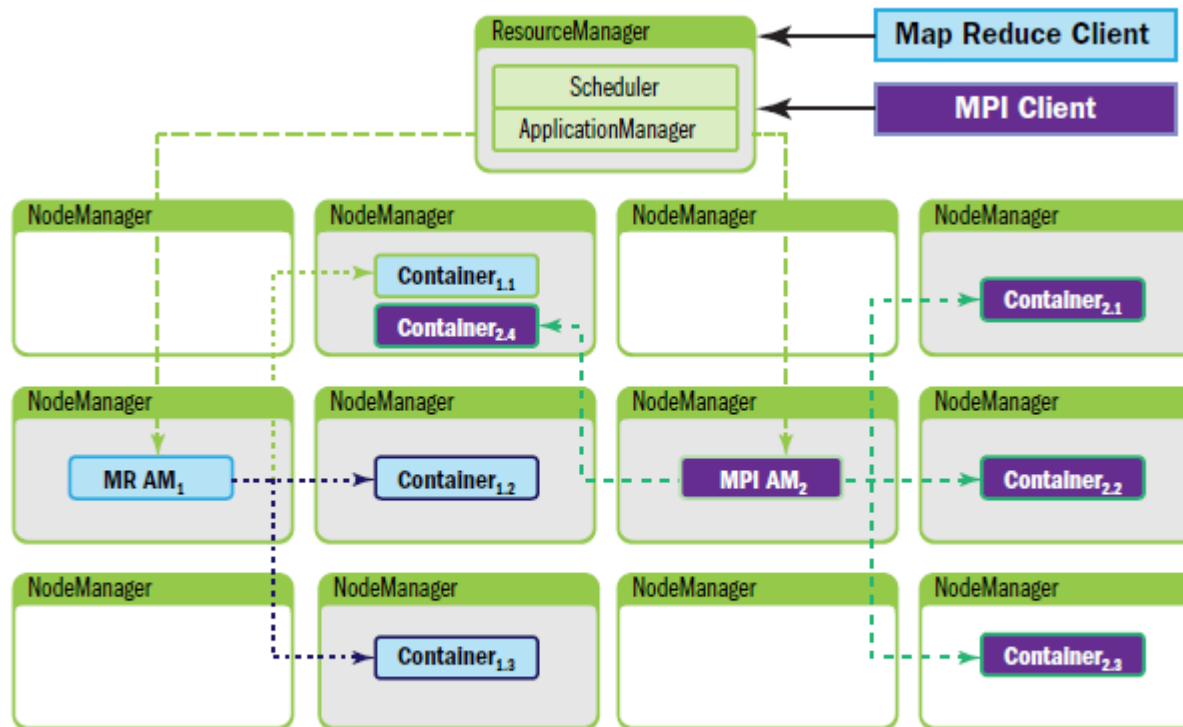 ResourceManager
Map Reduce Client
Scheduler
MPI Client
ApplicationManager
NodeManager
NodeManager
NodeManager
NodeManager
Container1.1
Container2.4
Container2.1
NodeManager
NodeManager
NodeManager
NodeManager
MR AM1
Container1.2
MPI AM2
Container2.2
NodeManager
NodeManager
NodeManager
NodeManager
Container1.3
Container2.3